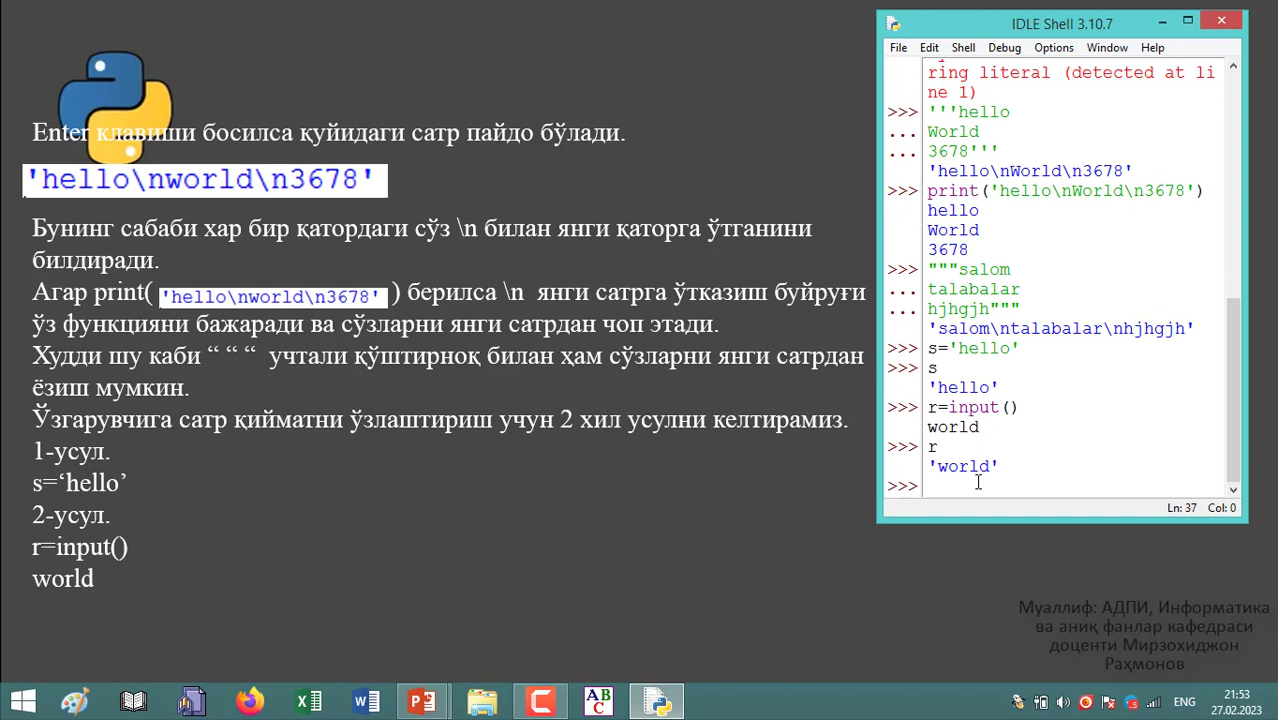 Enter клавиши босилса қуйидаги сатр пайдо бўлади.
'hello\nworld\n3678'
Бунинг сабаби хар бир қатордаги сўз \n билан янги қаторга ўтганини
билдиради.
Агар print( 'hello\nworld\n3678' ) берилса \n янги сатрга ўтказиш буйруғи
ўз функцияни бажаради ва сўзларни янги сатрдан чоп этади.
Худди шу каби “ “ “ учтали қўштирноқ билан ҳам сўзларни янги сатрдан
ёзиш мумкин.
Ўзгарувчига сатр қийматни ўзлаштириш учун 2 хил усулни келтирамиз.
1-усул.
s=‘hello’
2-усул.
r=input()
world
IDLE Shell 3.10.7
File Edit Shell Debug Options Window Help
ring literal (detected at li
ne 1)
>>> '''hello
... World
... 3678'''
'hello\nWorld\n3678'
>>> print('hello\nWorld\n3678')
hello
World
3678
>>> """salom
... talabalar
... hjhgjh"""
'salom\ntalabalar\nhjhgjh'
>>> s='hello'
>>> s
'hello'
>>> r=input()
world
>>> r
'world'
>>>
Ln: 37 Col: 0
Муаллиф: АДПИ, Информатика
ва аниқ фанлар кафедраси
доценти Мирзохиджон
Раҳмонов
ABC
ENG
21:53
27.02.2023